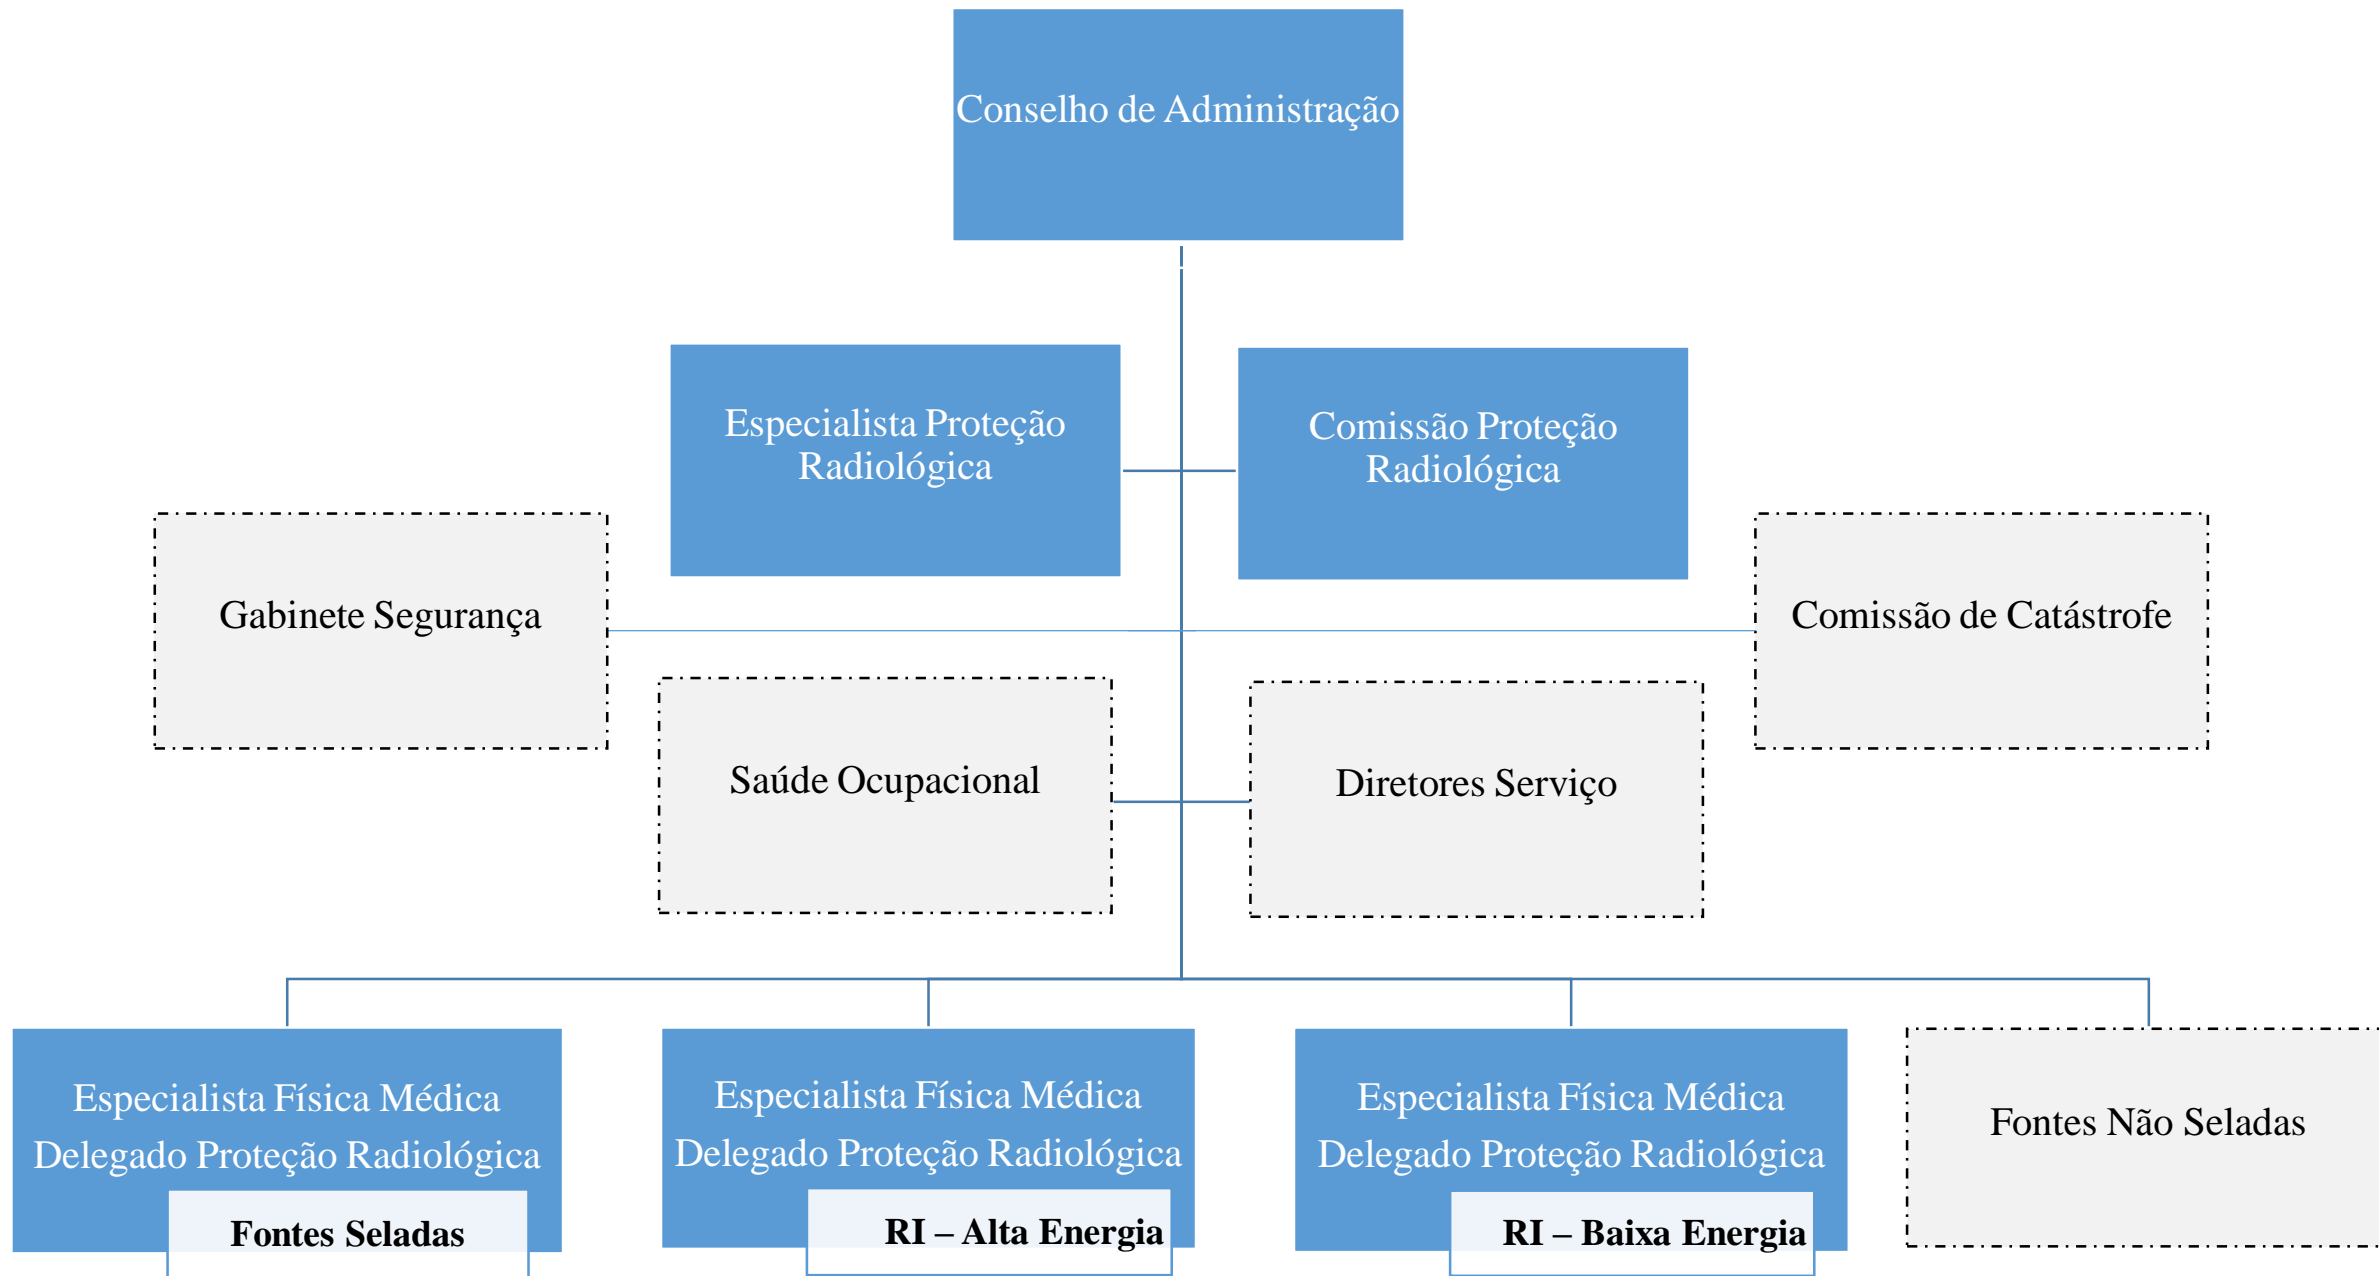 Conselho de Administração
Especialista Proteção
Radiológica
Comissão Proteção
Radiológica
Gabinete Segurança
Comissão de Catástrofe
Saúde Ocupacional
Diretores Serviço
Especialista Física Médica
Delegado Proteção Radiológica
Fontes Seladas
Especialista Física Médica
Delegado Proteção Radiológica
RI – Alta Energia
Especialista Física Médica
Delegado Proteção Radiológica
RI – Baixa Energia
Fontes Não Seladas